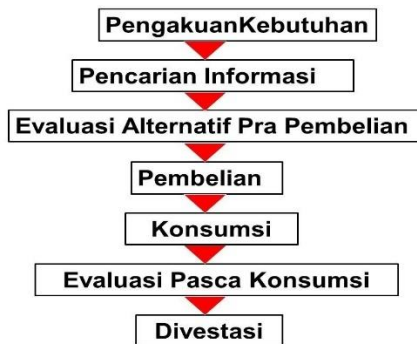 PengakuanKebutuhan
Pencarian Informasi
Evaluasi Alternatif Pra Pembelian
Pembelian
Konsumsi
Evaluasi Pasca Konsumsi
Divestasi